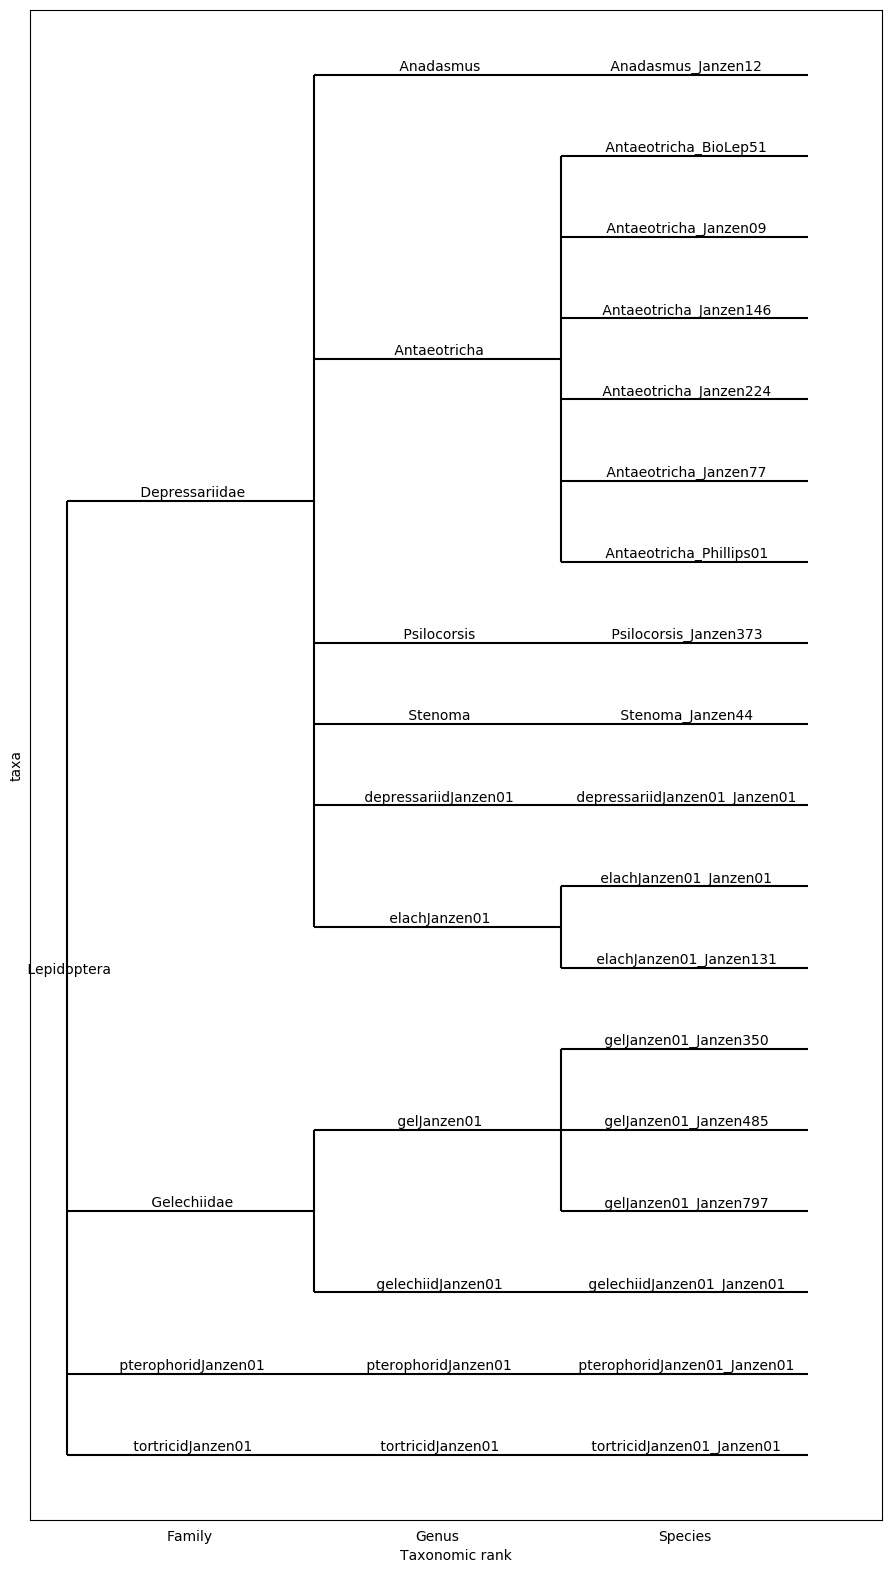 Anadasmus Anadasmus_Janzen12
Antaeotricha_BioLep51
Antaeotricha_Janzen09
Antaeotricha_Janzen146
Antaeotricha
Antaeotricha_Janzen224
Antaeotricha_Janzen77
Depressariidae
Antaeotricha_Phillips01
Psilocorsis Psilocorsis_Janzen373
Stenoma Stenoma_Janzen44
taxa
depressariidJanzen01 depressariidJanzen01_Janzen01
elachJanzen01_Janzen01
elachJanzen01
elachJanzen01_Janzen131
Lepidoptera
gelJanzen01_Janzen350
gelJanzen01 gelJanzen01_Janzen485
Gelechiidae gelJanzen01_Janzen797
gelechiidJanzen01 gelechiidJanzen01_Janzen01
pterophoridJanzen01 pterophoridJanzen01 pterophoridJanzen01_Janzen01
tortricidJanzen01 tortricidJanzen01 tortricidJanzen01_Janzen01
Family Genus Species
Taxonomic rank